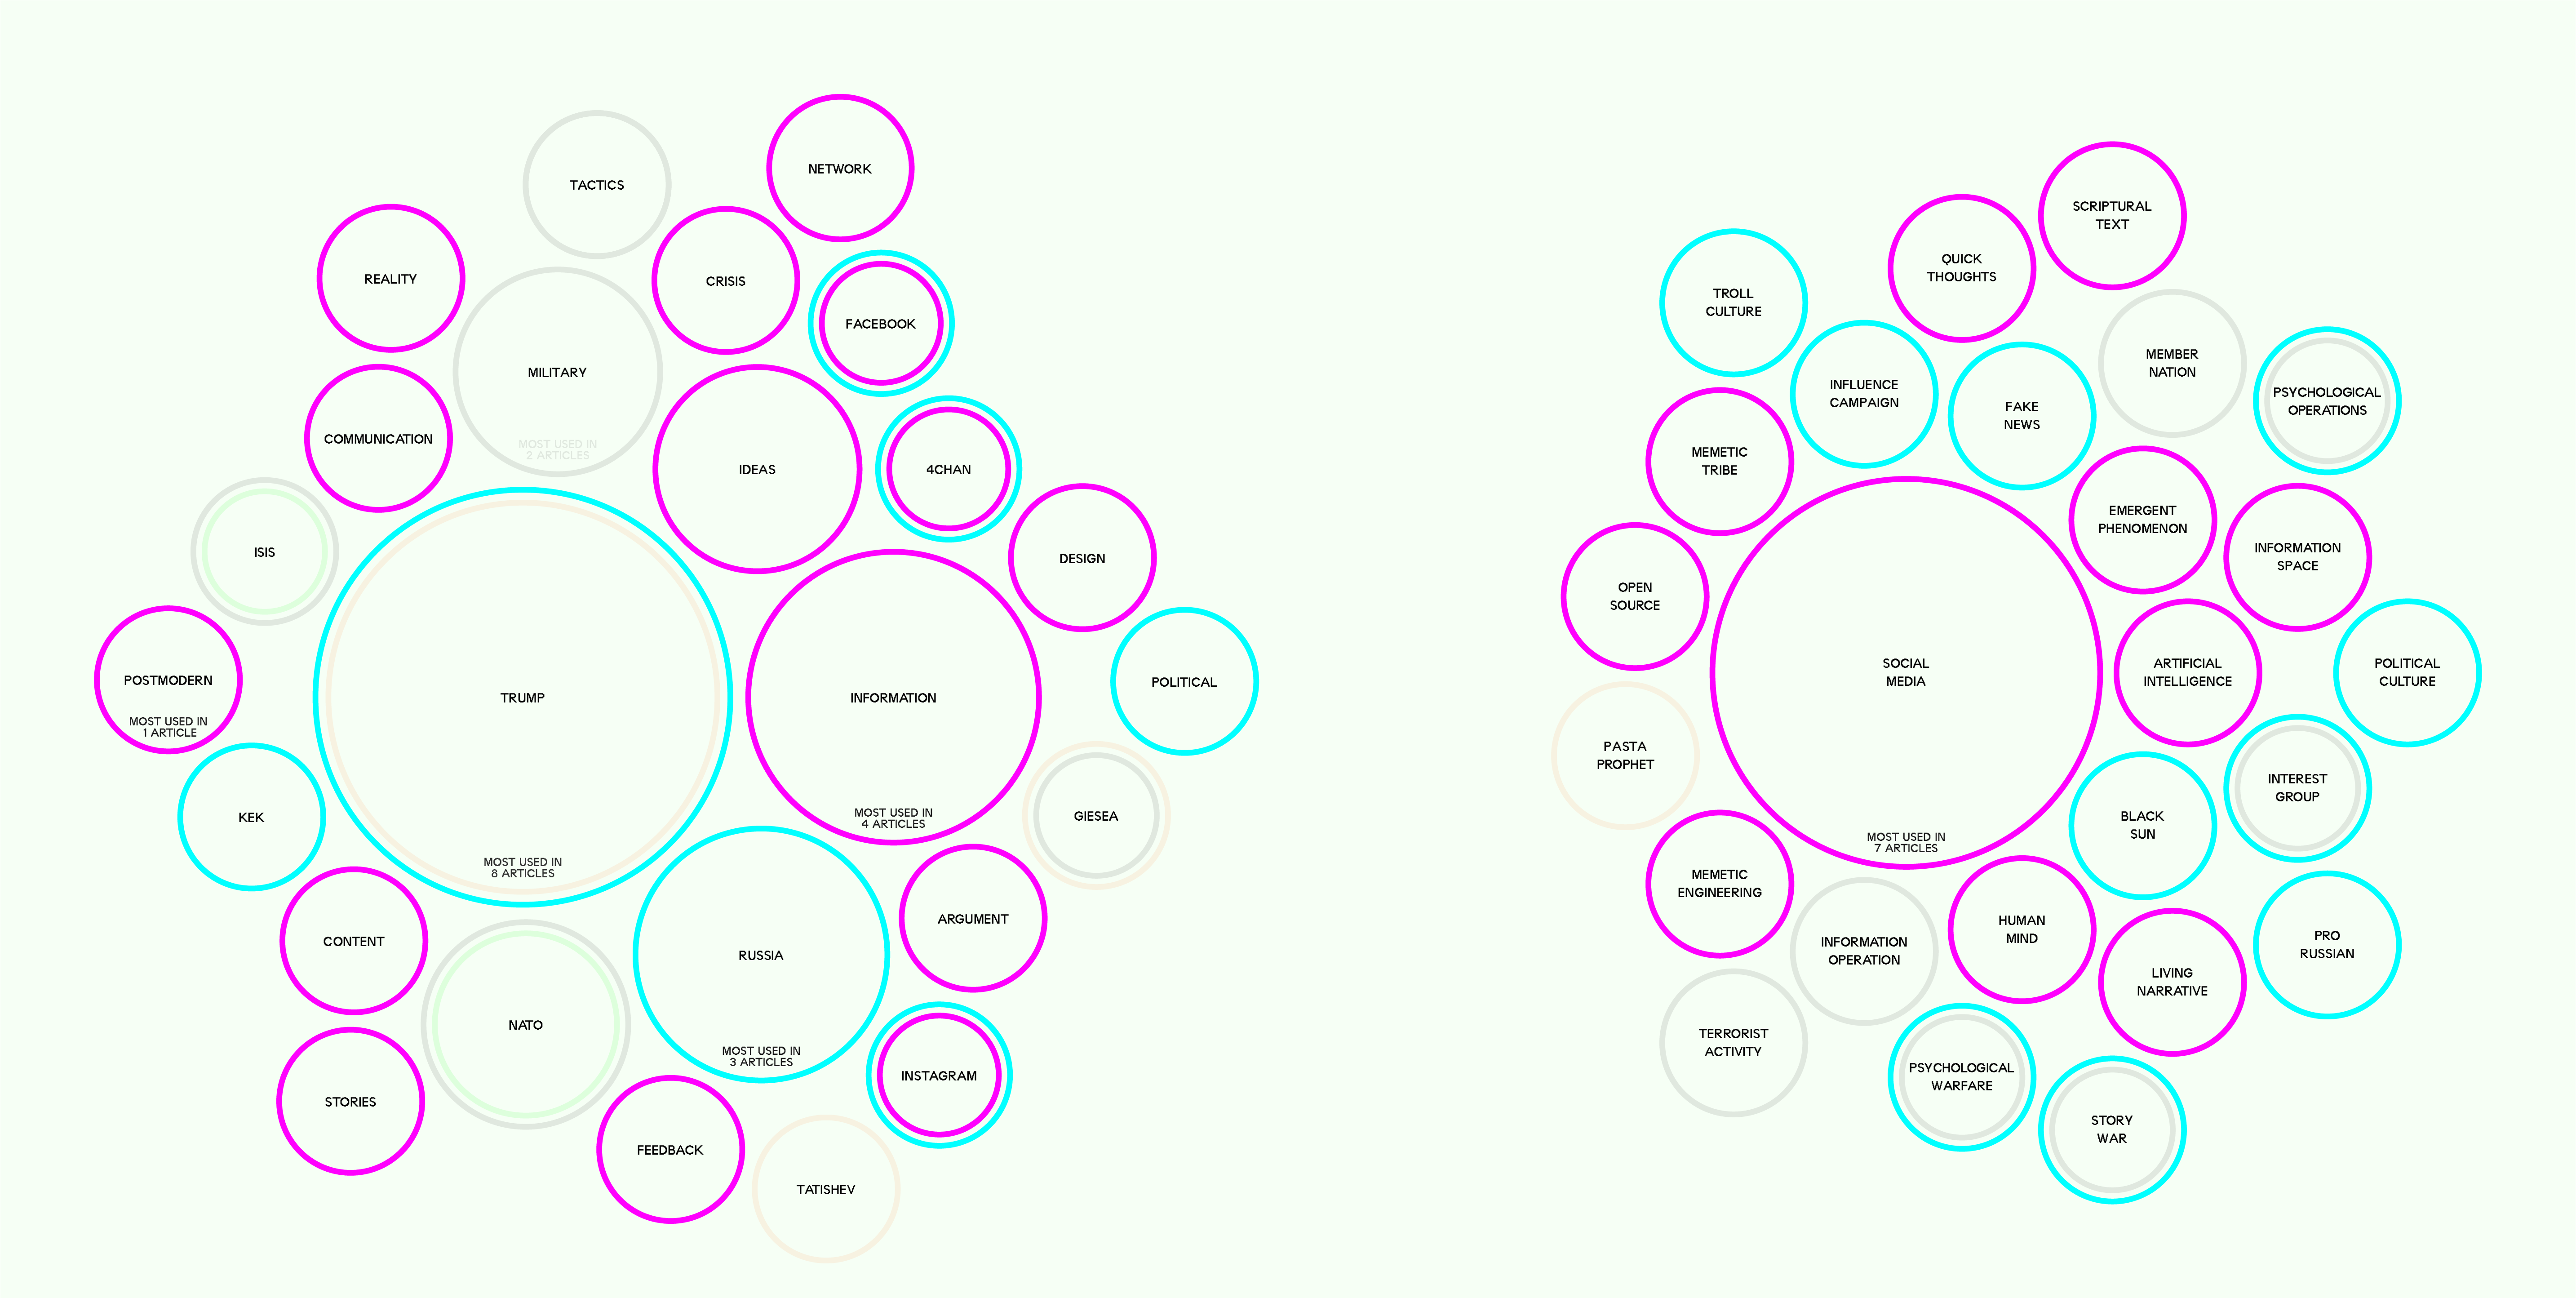 NETWORK
TACTICS
REALITY
CRISIS
FACEBOOK
MILITARY
MOST USED IN
2 ARTICLES
COMMUNICATION
IDEAS
4CHAN
ISIS
DESIGN
POSTMODERN
MOST USED IN
1 ARTICLE
TRUMP
MOST USED IN
8 ARTICLES
INFORMATION
MOST USED IN
4 ARTICLES
POLITICAL
KEK
GIESEA
CONTENT
RUSSIA
MOST USED IN
3 ARTICLES
ARGUMENT
NATO
STORIES
INSTAGRAM
FEEDBACK
TATISHEV
SCRIPTURAL
TEXT
QUICK
THOUGHTS
TROLL
CULTURE
MEMBER
NATION
INFLUENCE
CAMPAIGN
FAKE
NEWS
PSYCHOLOGICAL
OPERATIONS
MEMETIC
TRIBE
EMERGENT
PHENOMENON
INFORMATION
SPACE
OPEN
SOURCE
SOCIAL
MEDIA
MOST USED IN
7 ARTICLES
ARTIFICIAL
INTELLIGENCE
POLITICAL
CULTURE
PASTA
PROPHET
INTEREST
GROUP
BLACK
SUN
MEMETIC
ENGINEERING
INFORMATION
OPERATION
HUMAN
MIND
PRO
RUSSIAN
LIVING
NARRATIVE
TERRORIST
ACTIVITY
PSYCHOLOGICAL
WARFARE
STORY
WAR